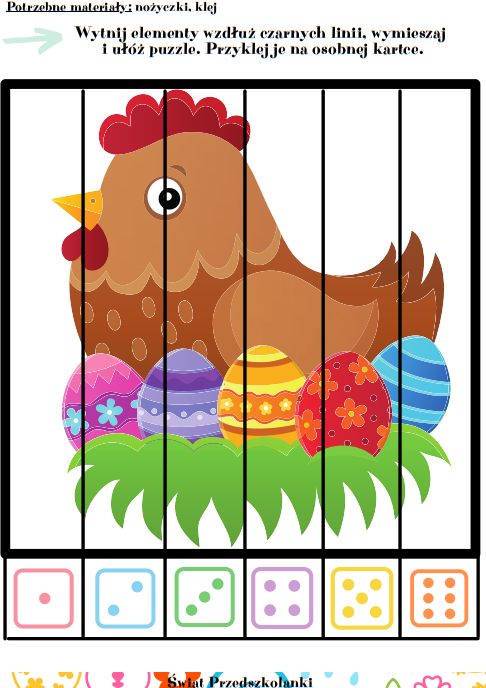 Potrzebne materiały: nożyczki, klej
Wytnij elementy wzdłuż czarnych linii, wymieszaj
i ułóż puzzle. Przyklej je na osobnej kartce.
Świat Przedszkolanki